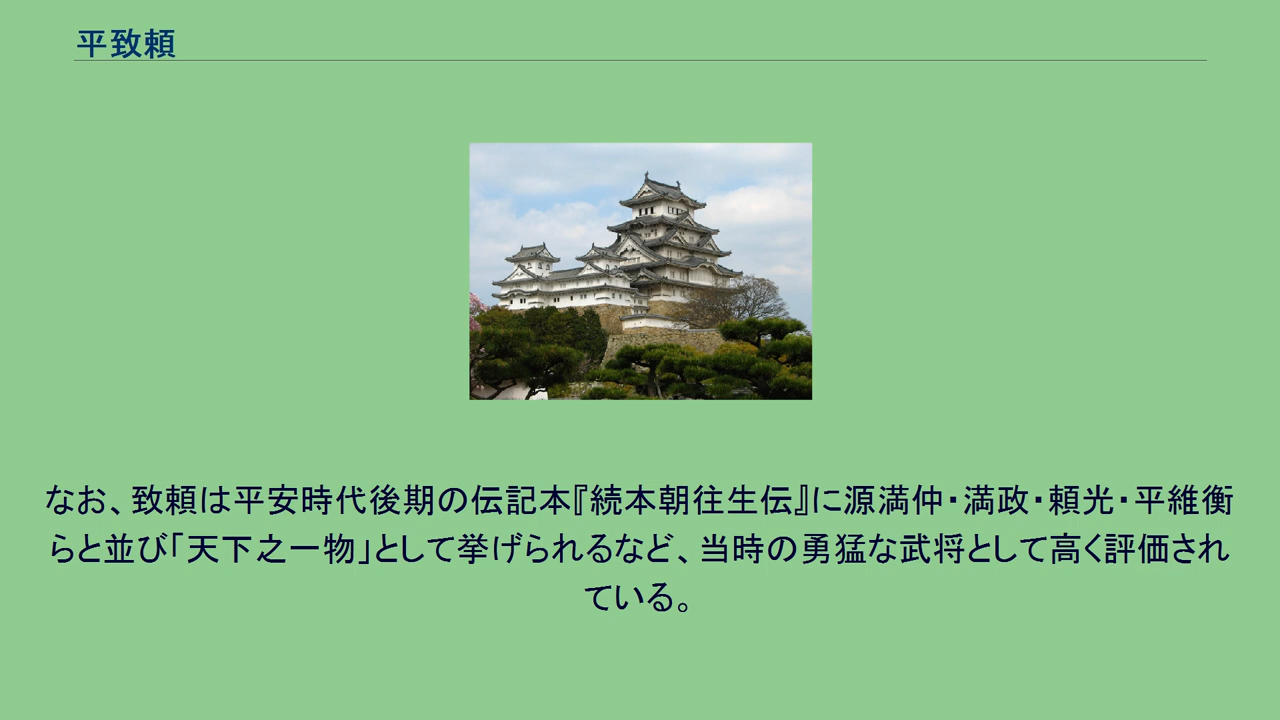 平致頼
なお、致頼は平安時代後期の伝記本『続本朝往生伝』に源満仲・満政・頼光・平維衡
らと並び「天下之一物」として挙げられるなど、当時の勇猛な武将として高く評価され
ている。